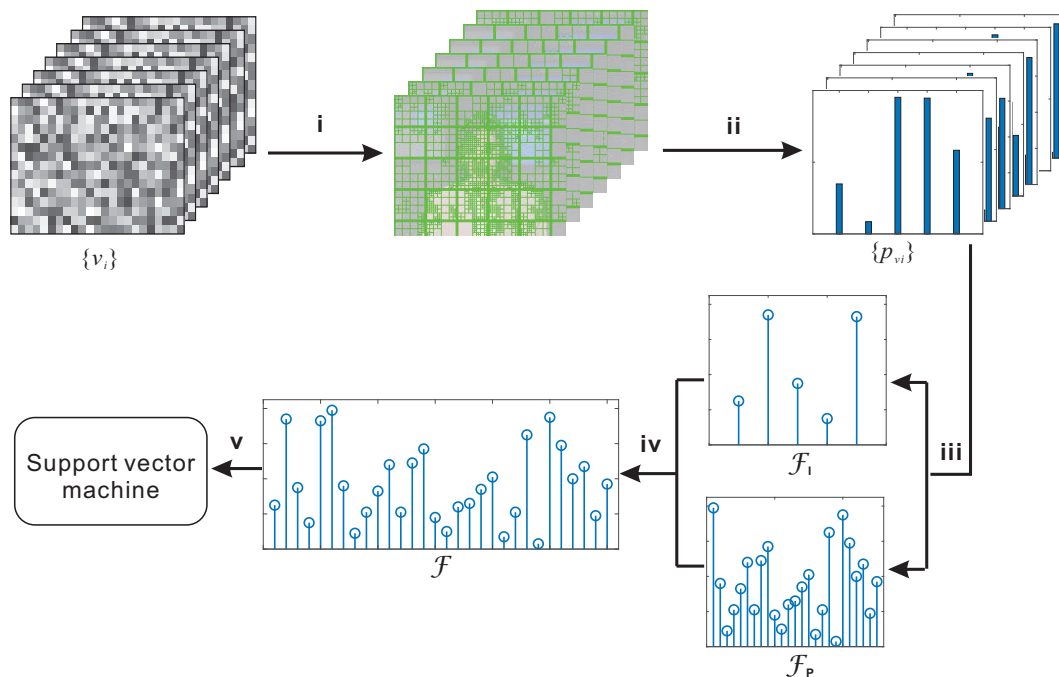 i
ii
{v_i}
{p_vi}
iii
iv
v
Support vector
machine
ℱ_I
ℱ
ℱ_P